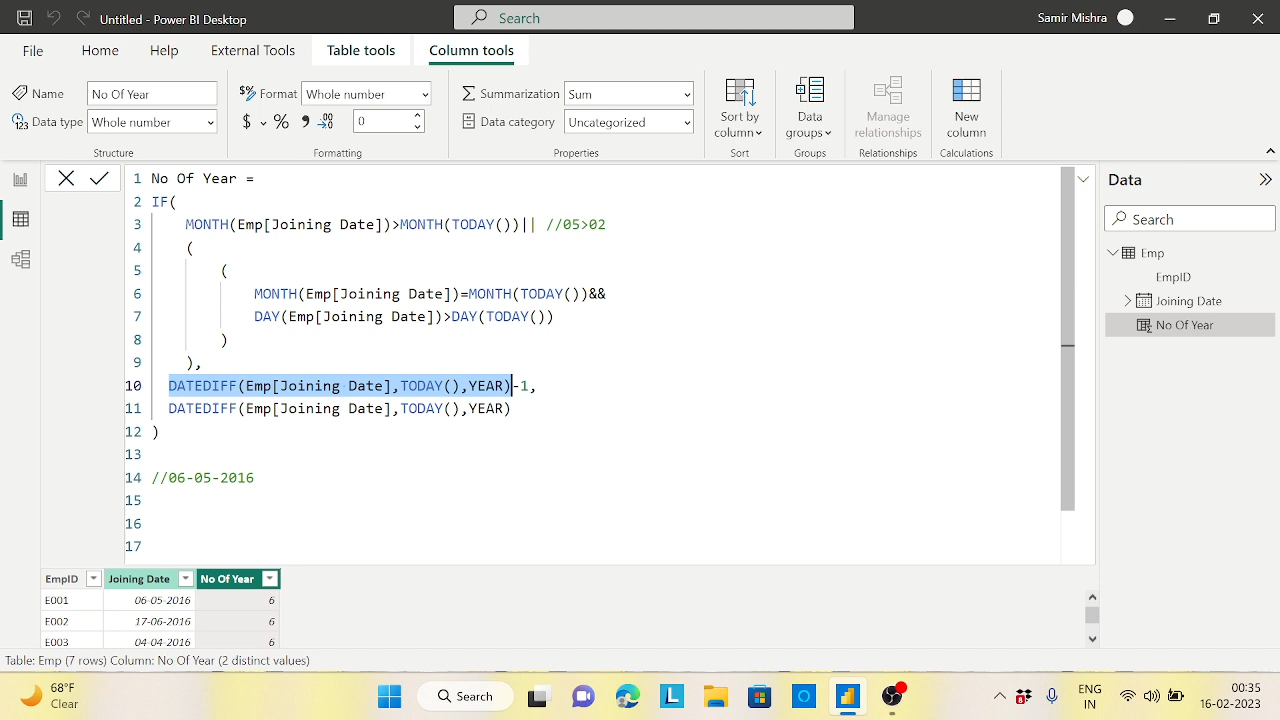 Untitled - Power BI Desktop
Search
Samir Mishra
File
Home
Help
External Tools
Table tools
Column tools
Name
No Of Year
Format
Whole number
Summarization
Sum
Data type
Whole number
$ % 9 .00
0
Data category
Uncategorized
Sort by
column
Data
groups
Manage
relationships
New
column
Structure
Formatting
Properties
Sort
Groups
Relationships
Calculations
1 No Of Year =
2 IF(
3 MONTH(Emp[Joining Date])>MONTH(TODAY())|| //05>02
4 (
5 (
6 MONTH(Emp[Joining Date])=MONTH(TODAY())&&
7 DAY(Emp[Joining Date])>DAY(TODAY())
8 )
9 ),
10 DATEDIFF(Emp[Joining Date],TODAY(),YEAR)-1,
11 DATEDIFF(Emp[Joining Date],TODAY(),YEAR)
12 )
13
14 //06-05-2016
15
16
17
Data
Search
Emp
EmpID
Joining Date
No Of Year
EmpID Joining Date No Of Year
E001 06-05-2016 6
E002 17-06-2016 6
E003 04-04-2016 6
Table: Emp (7 rows) Column: No Of Year (2 distinct values)
68°F
Clear
Search
ENG
IN
00:35
16-02-2023